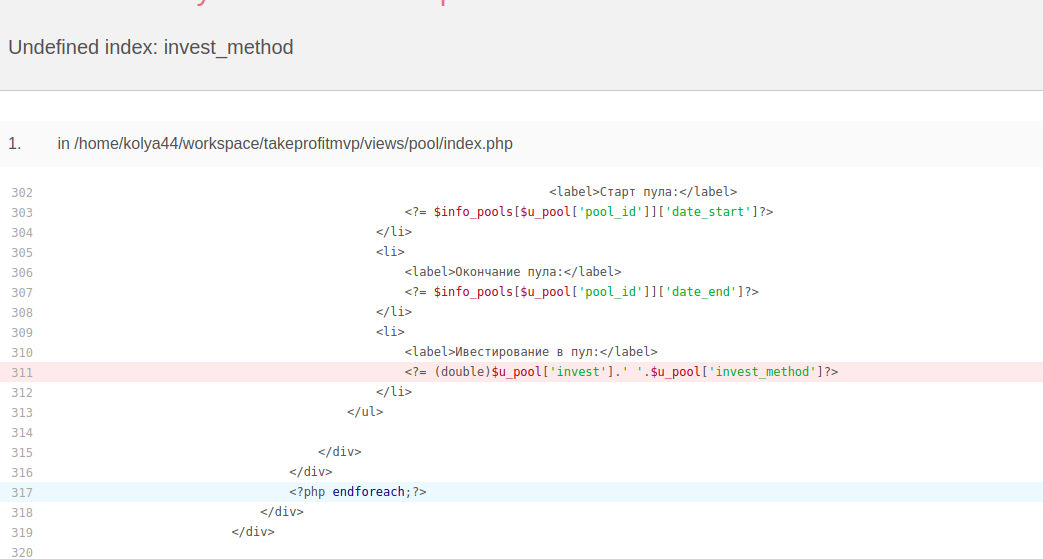 Undefined index: invest_method
1. in /home/kolya44/workspace/takeprofitmvp/views/pool/index.php
302 <label>Старт пула:</label>
303 <?= $info_pools[$u_pool['pool_id']]['date_start']?>
304 </li>
305 <li>
306 <label>Окончание пула:</label>
307 <?= $info_pools[$u_pool['pool_id']]['date_end']?>
308 </li>
309 <li>
310 <label>Ивестирование в пул:</label>
311 <?= (double)$u_pool['invest'].' '.$u_pool['invest_method']?>
312 </li>
313 </ul>
314
315 </div>
316 </div>
317 <?php endforeach;?>
318 </div>
319 </div>
320